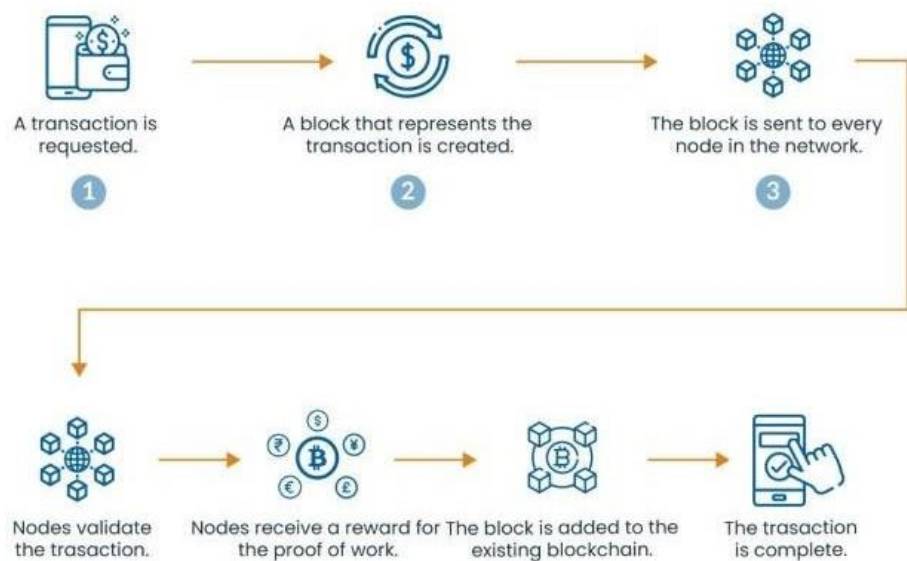 A transaction is
requested.
1
A block that represents the
transaction is created.
2
The block is sent to every
node in the network.
3
$
₹
¥
₿
€
£
Nodes validate
the trasaction.
Nodes receive a reward for
the proof of work.
The block is added to the
existing blockchain.
The trasaction
is complete.